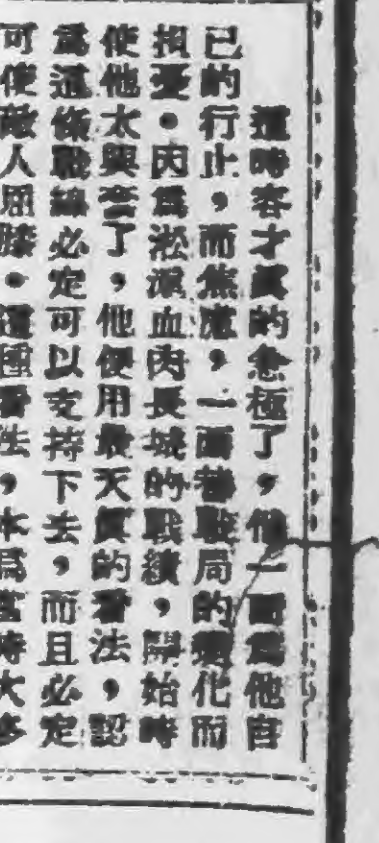 這時客才真的急極了，他一面為他自
己的行止，而焦慮，一面替戰局的變化而
担憂。因為淞滬血肉長城的戰績，開始時
使他太興奮了，他便用最天真的看法，認
為這條戰線必定可以支持下去，而且必定
可使敵人屈膝。這種看法，本爲當時大多